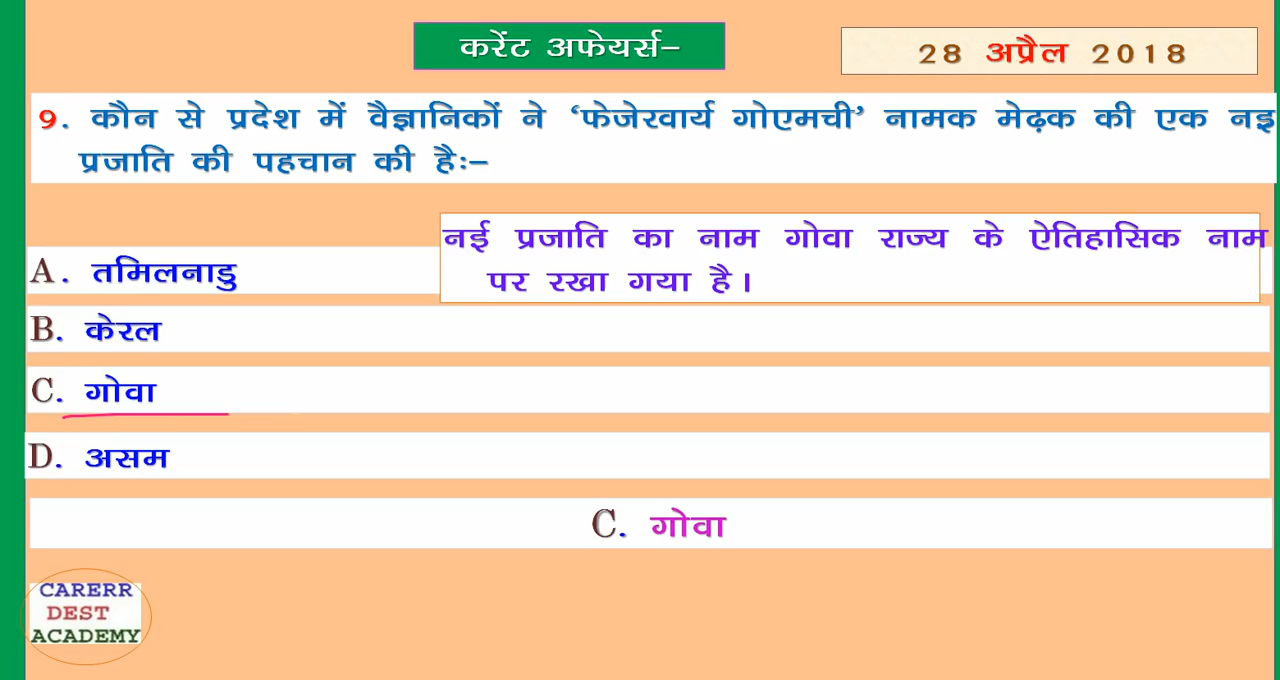 करेंट अफेयर्स–
28 अप्रैल 2018
9. कौन से प्रदेश में वैज्ञानिकों ने ‘फेजेरवार्य गोएमची’ नामक मेढ़क की एक नइ
प्रजाति की पहचान की है:–
नई प्रजाति का नाम गोवा राज्य के ऐतिहासिक नाम
पर रखा गया है।
A. तमिलनाडु
B. केरल
C. गोवा
D. असम
C. गोवा
CARERR
DEST
ACADEMY